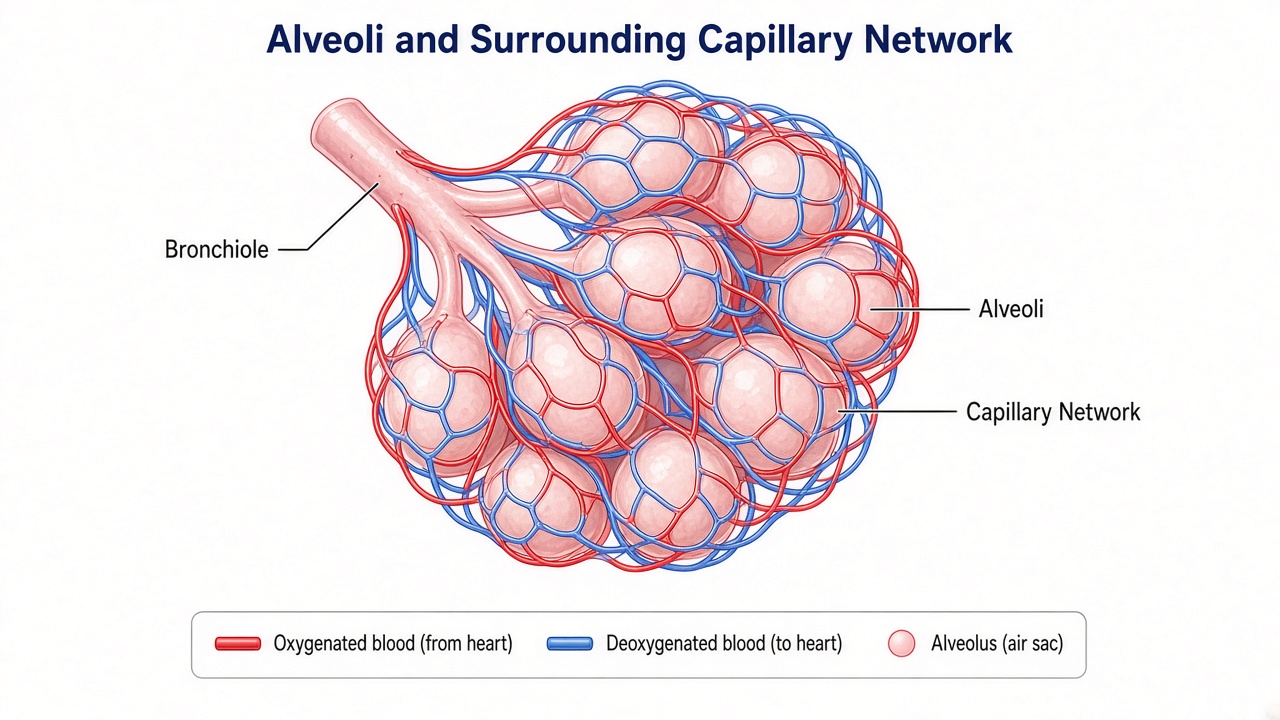 Alveoli and Surrounding Capillary Network
Bronchiole
Alveoli
Capillary Network
Oxygenated blood (from heart)
Deoxygenated blood (to heart)
Alveolus (air sac)